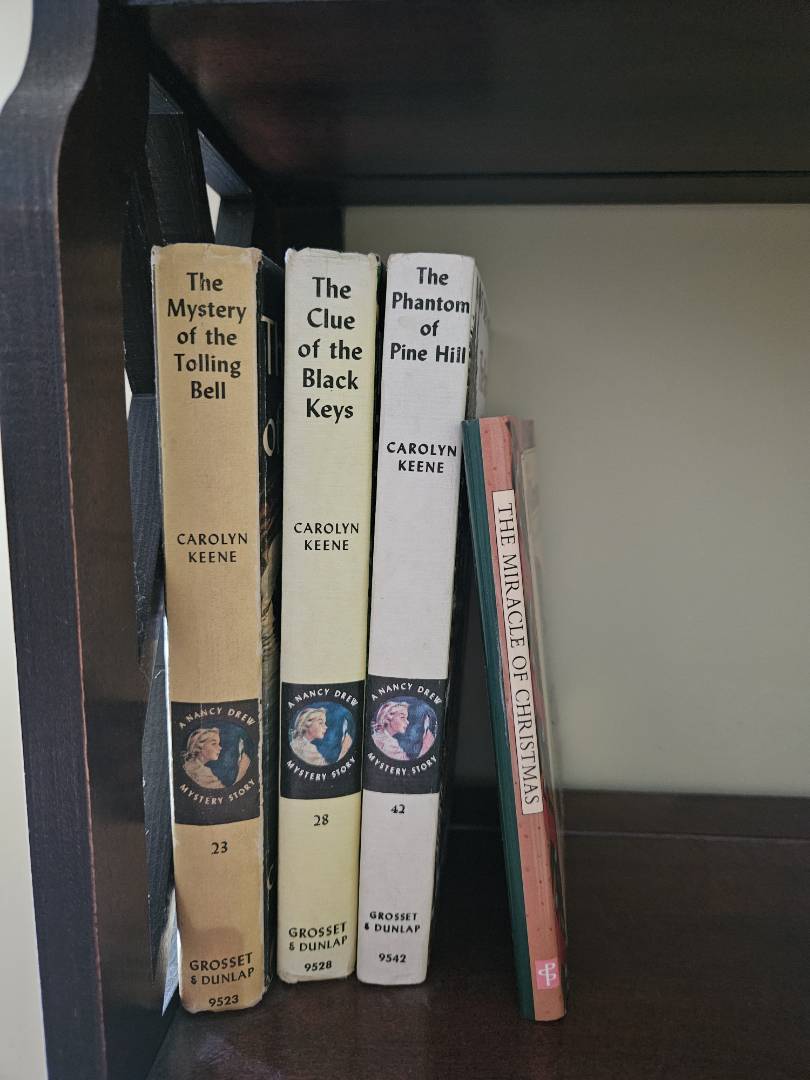 The
Mystery
of the
Tolling
Bell
CAROLYN
KEENE
A NANCY DREW
MYSTERY STORY
23
GROSSET
& DUNLAP
9523
The
Clue
of the
Black
Keys
CAROLYN
KEENE
A NANCY DREW
MYSTERY STORY
28
GROSSET
& DUNLAP
9528
The
Phantom
of
Pine Hill
CAROLYN
KEENE
A NANCY DREW
MYSTERY STORY
42
GROSSET
& DUNLAP
9542
THE MIRACLE OF CHRISTMAS